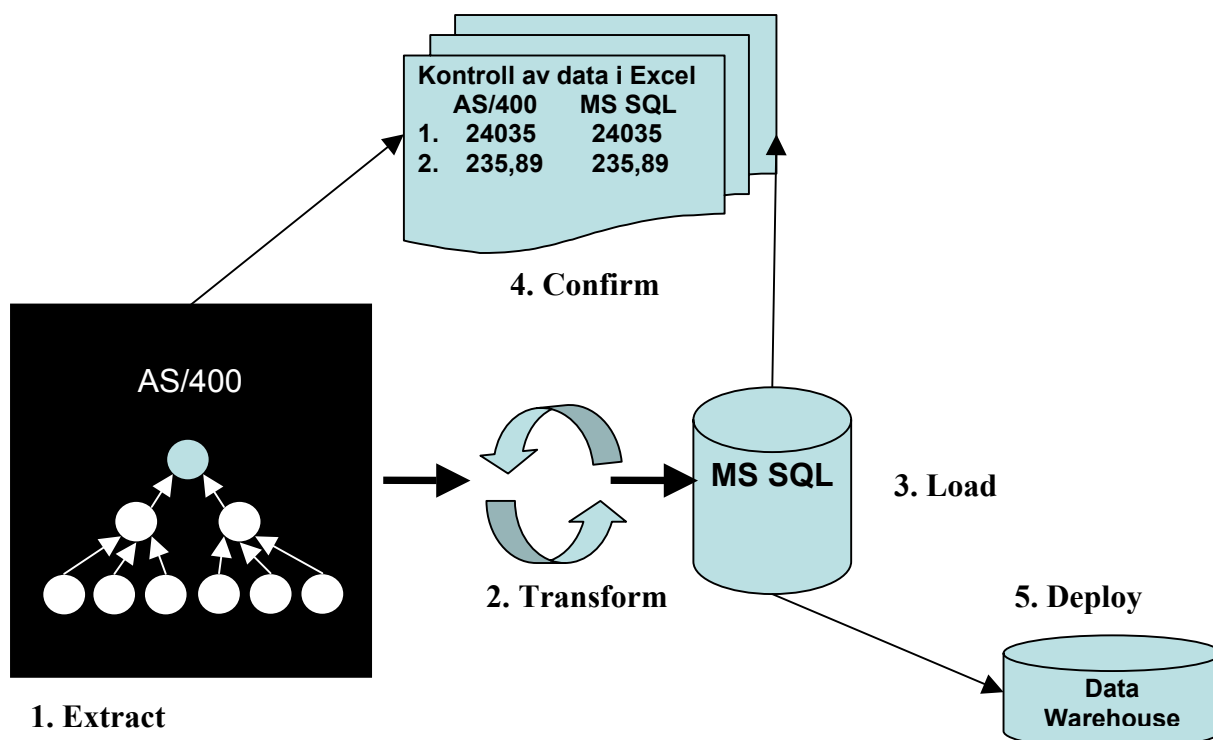 Kontroll av data i Excel
AS/400 MS SQL
1. 24035 24035
2. 235,89 235,89
4. Confirm
AS/400
MS SQL
3. Load
2. Transform
5. Deploy
Data
Warehouse
1. Extract